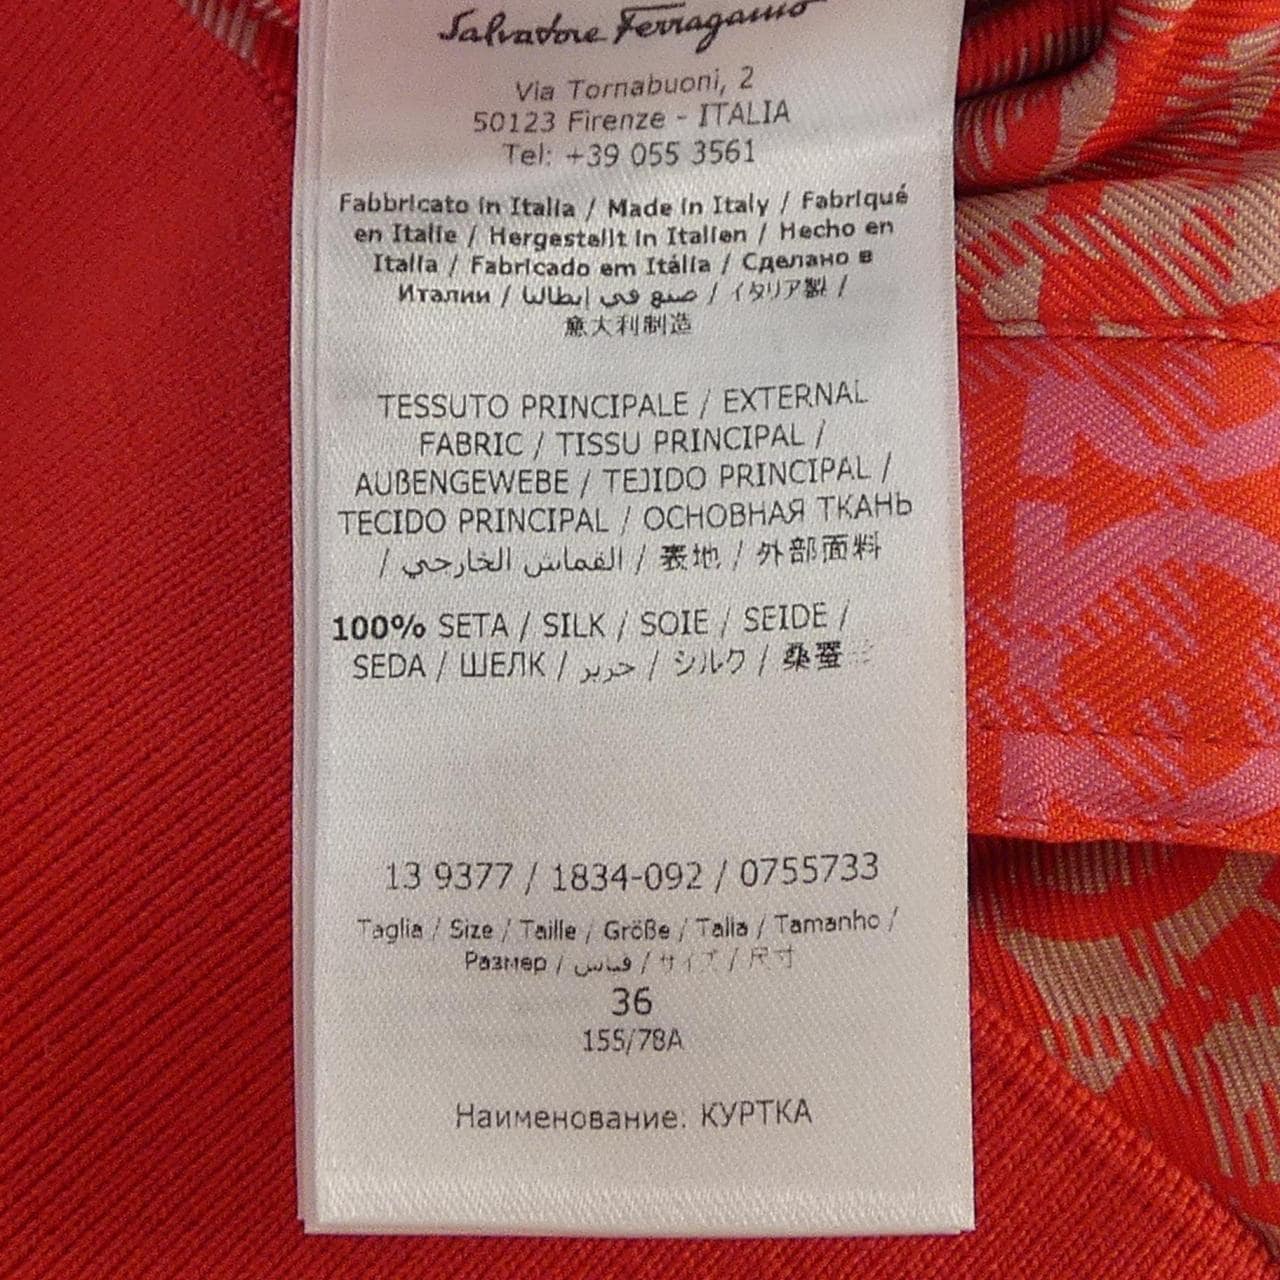 Salvatore Ferragamo
Via Tornabuoni, 2
50123 Firenze - ITALIA
Tel: +39 055 3561
Fabbricato in Italia / Made in Italy / Fabriqué
en Italie / Hergestellt in Italien / Hecho en
Italia / Fabricado em Itália / Сделано в
Италии / صنع في إيطاليا / イタリア製 /
意大利制造
TESSUTO PRINCIPALE / EXTERNAL
FABRIC / TISSU PRINCIPAL /
AUßENGEWEBE / TEJIDO PRINCIPAL /
TECIDO PRINCIPAL / ОСНОВНАЯ ТКАНЬ
/ القماش الخارجي / 表地 / 外部面料
100% SETA / SILK / SOIE / SEIDE /
SEDA / ШЕЛК / حرير / シルク / 桑蚕
13 9377 / 1834-092 / 0755733
Taglia / Size / Taille / Größe / Talla / Tamanho /
Размер / قياس / サイズ / 尺寸
36
155/78A
Наименование: КУРТКА